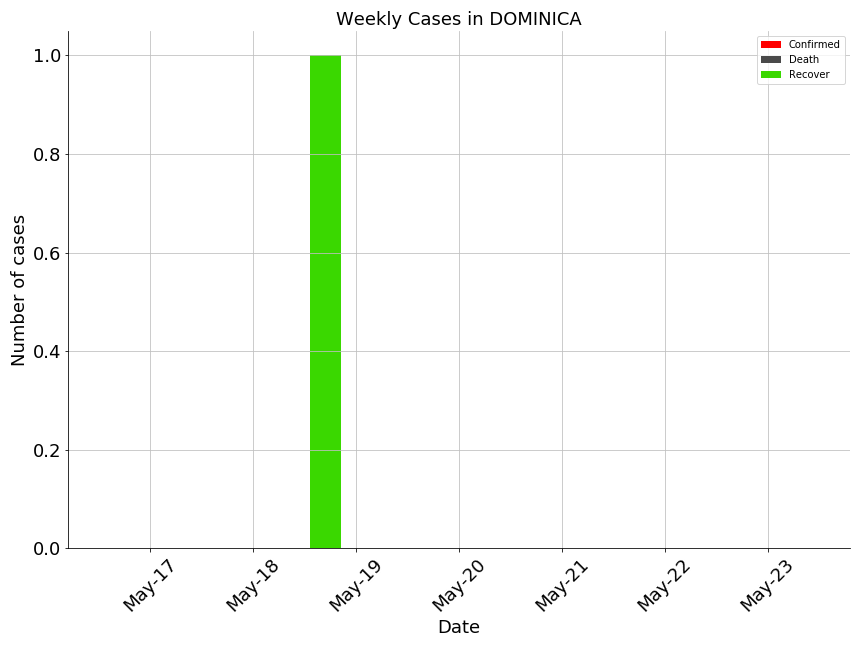 Weekly Cases in DOMINICA
Confirmed
Death
Recover
Number of cases
1.0
0.8
0.6
0.4
0.2
0.0
May-17
May-18
May-19
May-20
May-21
May-22
May-23
Date